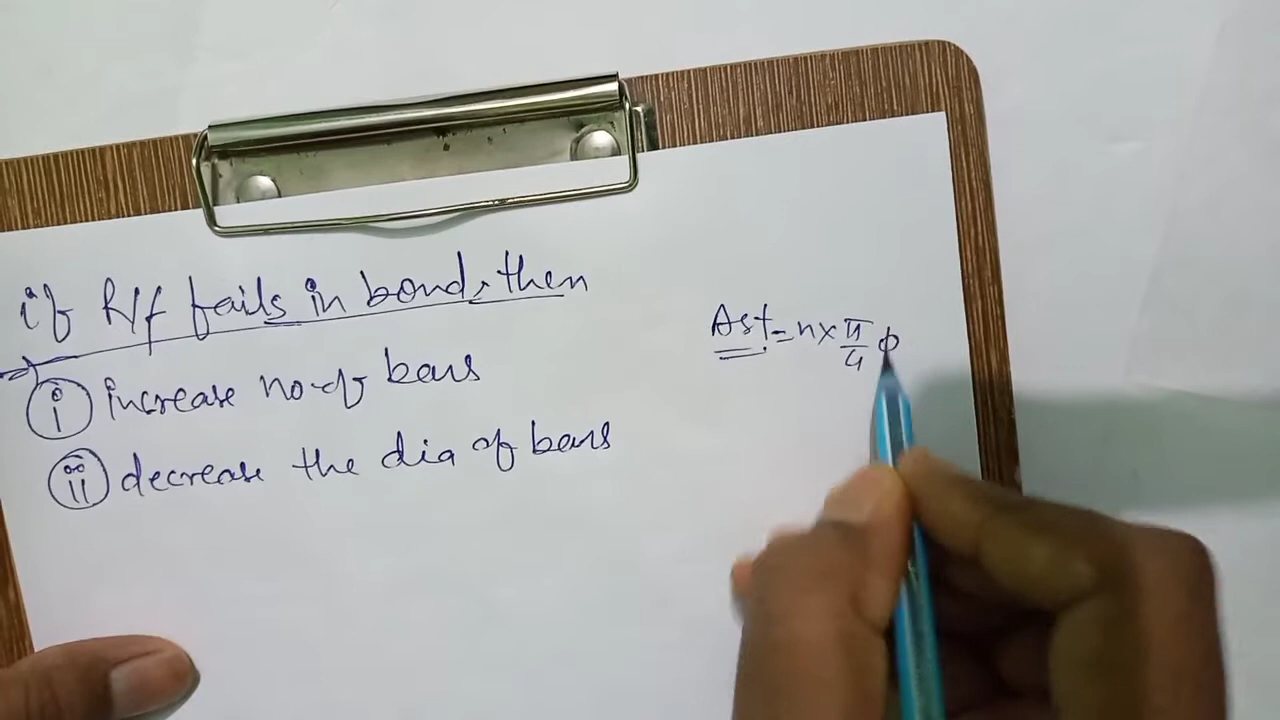 if R/f fails in bond, then
(i) increase no-of bars
(ii) decrease the dia of bars
Ast = n × π/4 φ